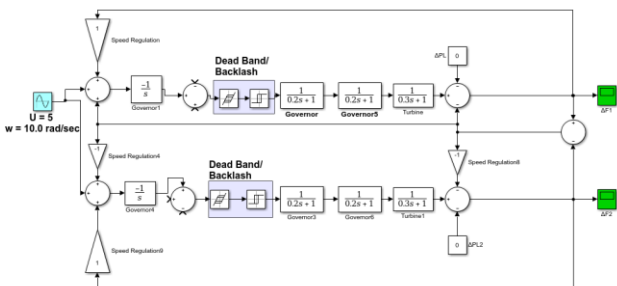 1
Speed Regulation
Dead Band/
Backlash
ΔPL
0
-1
s
Governor1
1
0.2s + 1
Governor
1
0.2s + 1
Governor5
1
0.3s + 1
Turbine
ΔF1
U = 5
w = 10.0 rad/sec
-1
Speed Regulation4
-1
Speed Regulation8
Dead Band/
Backlash
-1
s
Governor4
1
0.2s + 1
Governor3
1
0.2s + 1
Governor6
1
0.3s + 1
Turbine1
ΔF2
Speed Regulation9
1
0
ΔPL2